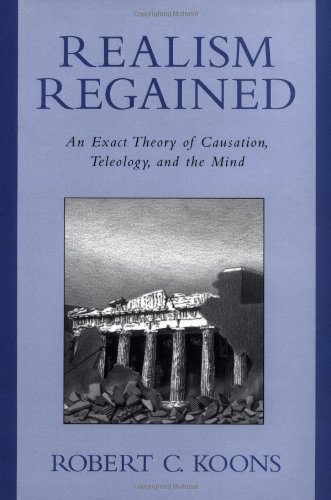 REALISM
REGAINED
An Exact Theory of Causation,
Teleology, and the Mind
ROBERT C. KOONS